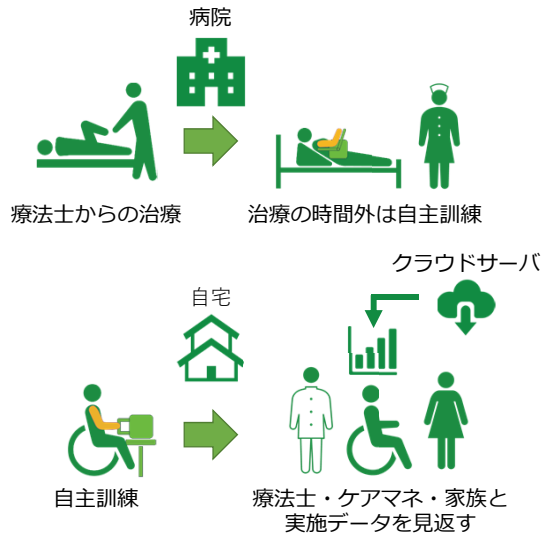 病院
療法士からの治療
治療の時間外は自主訓練
クラウドサーバ
自宅
自主訓練
療法士・ケアマネ・家族と
実施データを見返す